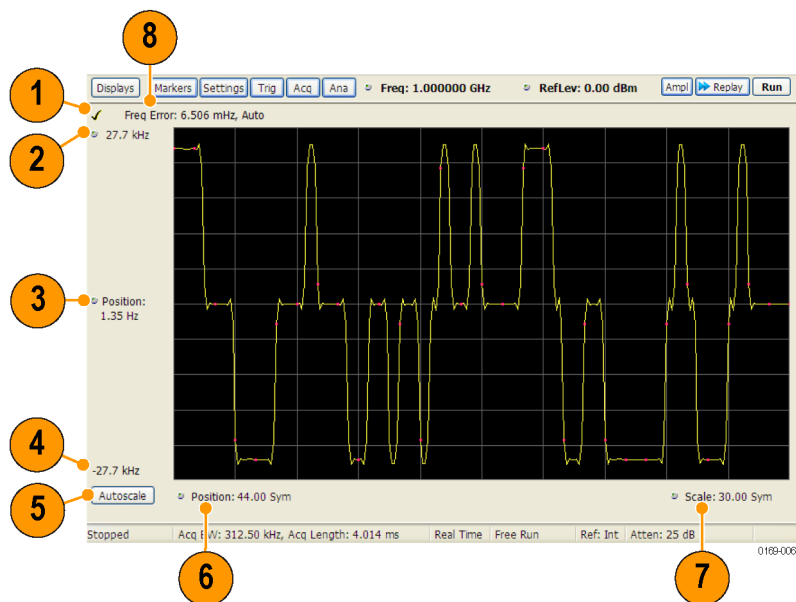 8
Displays Markers Settings Trig Acq Ana Freq: 1.000000 GHz RefLev: 0.00 dBm Ampl Replay Run
1
✓ Freq Error: 6.506 mHz, Auto
2
27.7 kHz
3
Position:
1.35 Hz
4
-27.7 kHz
5
Autoscale Position: 44.00 Sym Scale: 30.00 Sym
Stopped Acq BW: 312.50 kHz, Acq Length: 4.014 ms Real Time Free Run Ref: Int Atten: 25 dB
0169-006
6
7